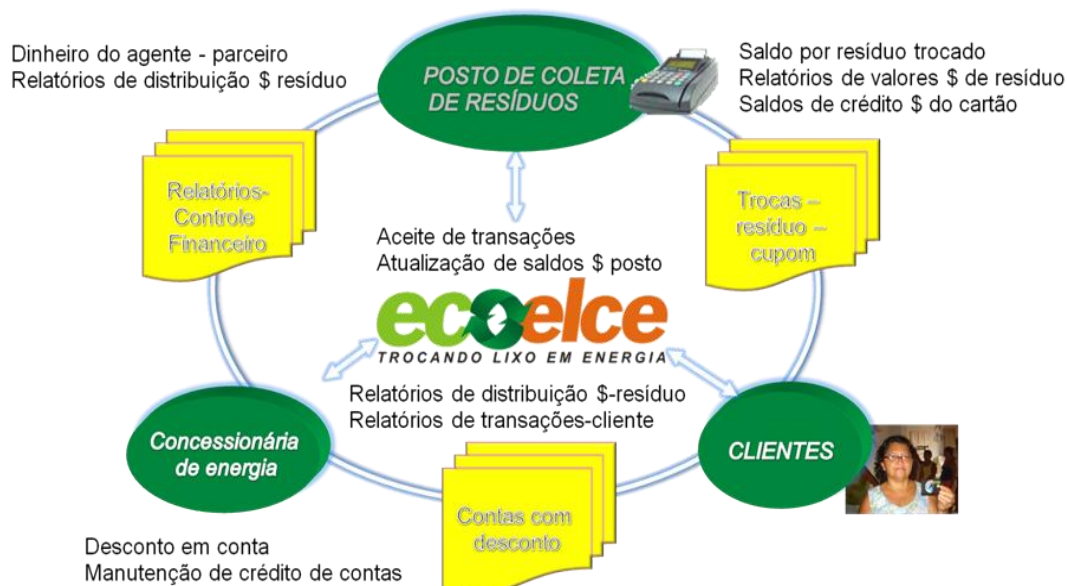 Dinheiro do agente - parceiro
Relatórios de distribuição $ resíduo
POSTO DE COLETA
DE RESÍDUOS
Saldo por resíduo trocado
Relatórios de valores $ de resíduo
Saldos de crédito $ do cartão
Relatórios-
Controle
Financeiro
Trocas –
resíduo –
cupom
Aceite de transações
Atualização de saldos $ posto
ecoelce
TROCANDO LIXO EM ENERGIA
Relatórios de distribuição $-resíduo
Relatórios de transações-cliente
Concessionária
de energia
CLIENTES
Contas com
desconto
Desconto em conta
Manutenção de crédito de contas